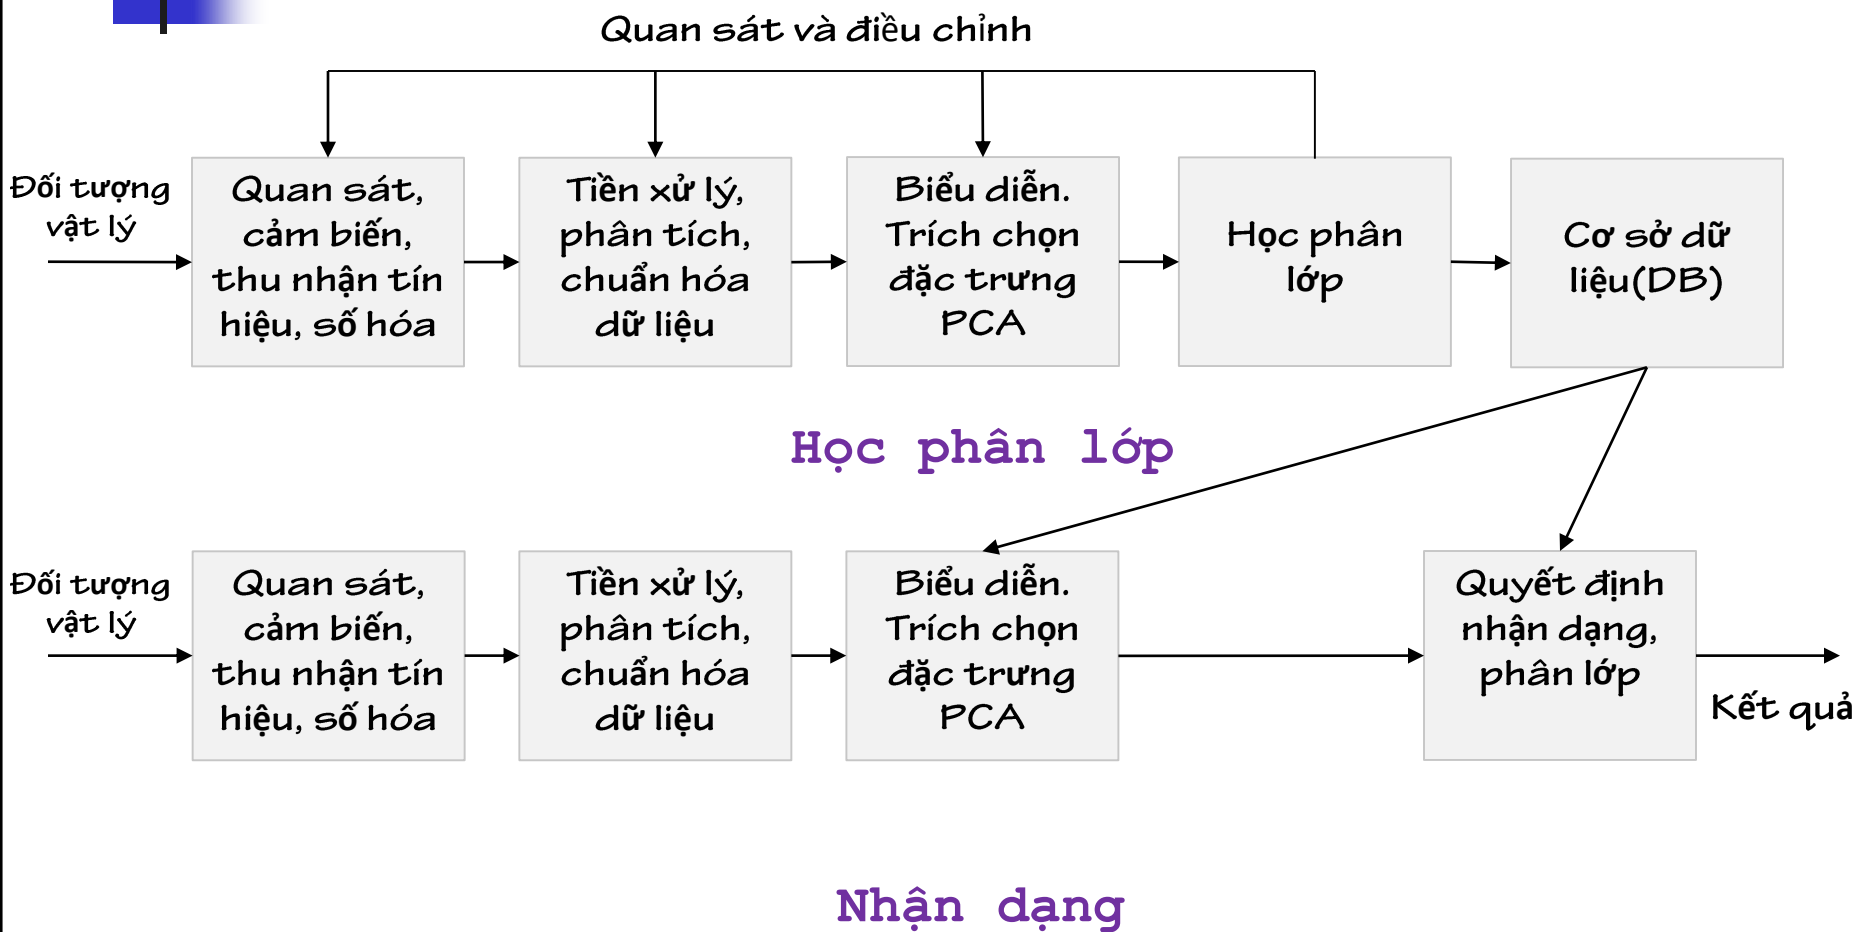 Quan sát và điều chỉnh
Đối tượng
vật lý
Quan sát,
cảm biến,
thu nhận tín
hiệu, số hóa
Tiền xử lý,
phân tích,
chuẩn hóa
dữ liệu
Biểu diễn.
Trích chọn
đặc trưng
PCA
Học phân
lớp
Cơ sở dữ
liệu(DB)
Học phân lớp
Đối tượng
vật lý
Quan sát,
cảm biến,
thu nhận tín
hiệu, số hóa
Tiền xử lý,
phân tích,
chuẩn hóa
dữ liệu
Biểu diễn.
Trích chọn
đặc trưng
PCA
Quyết định
nhận dạng,
phân lớp
Kết quả
Nhận dạng